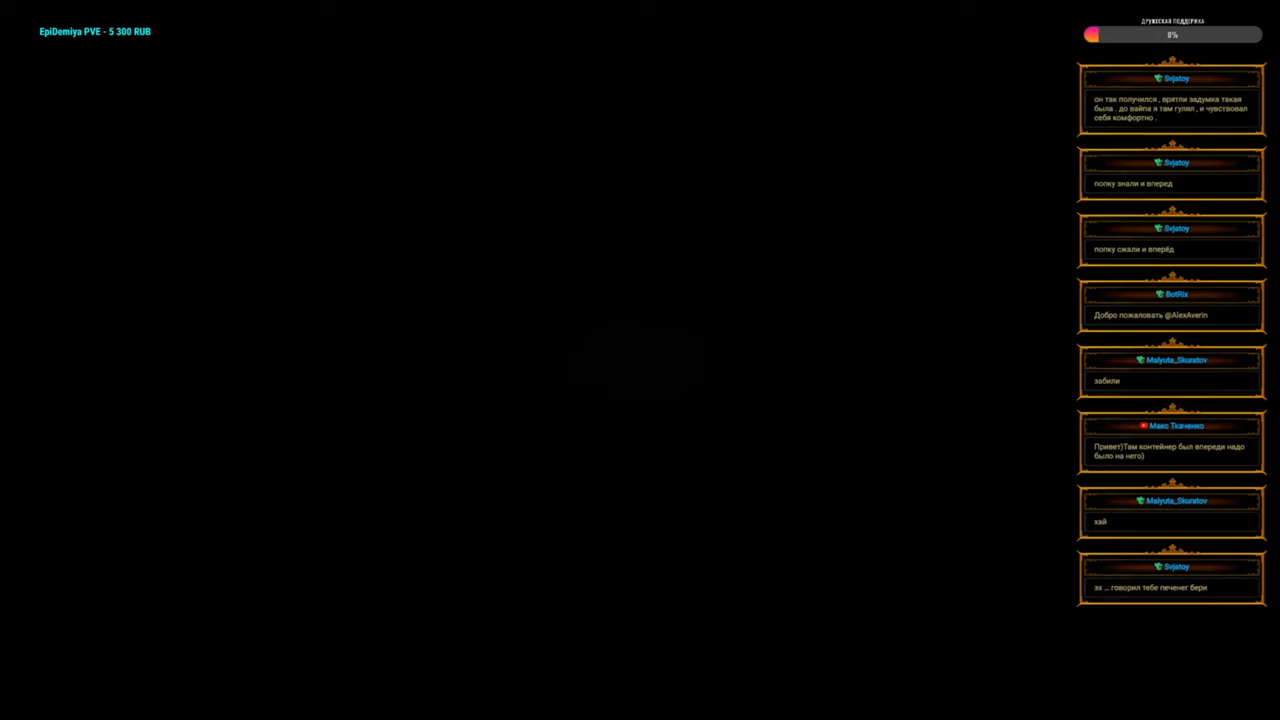 EpiDemiya PVE - 5 300 RUB
ДРУЖЕСКАЯ ПОДДЕРЖКА
8%
Svjatoy
он так получился , врятли задумка такая
была . до вайпа я там гулял , и чувствовал
себя комфортно .
Svjatoy
попку знали и вперед
Svjatoy
попку сжали и вперёд
BotRix
Добро пожаловать @AlexAverin
Malyuta_Skuratov
забили
Макс Ткаченко
Привет)Там контейнер был впереди надо
было на него)
Malyuta_Skuratov
хай
Svjatoy
эх ... говорил тебе печенег бери